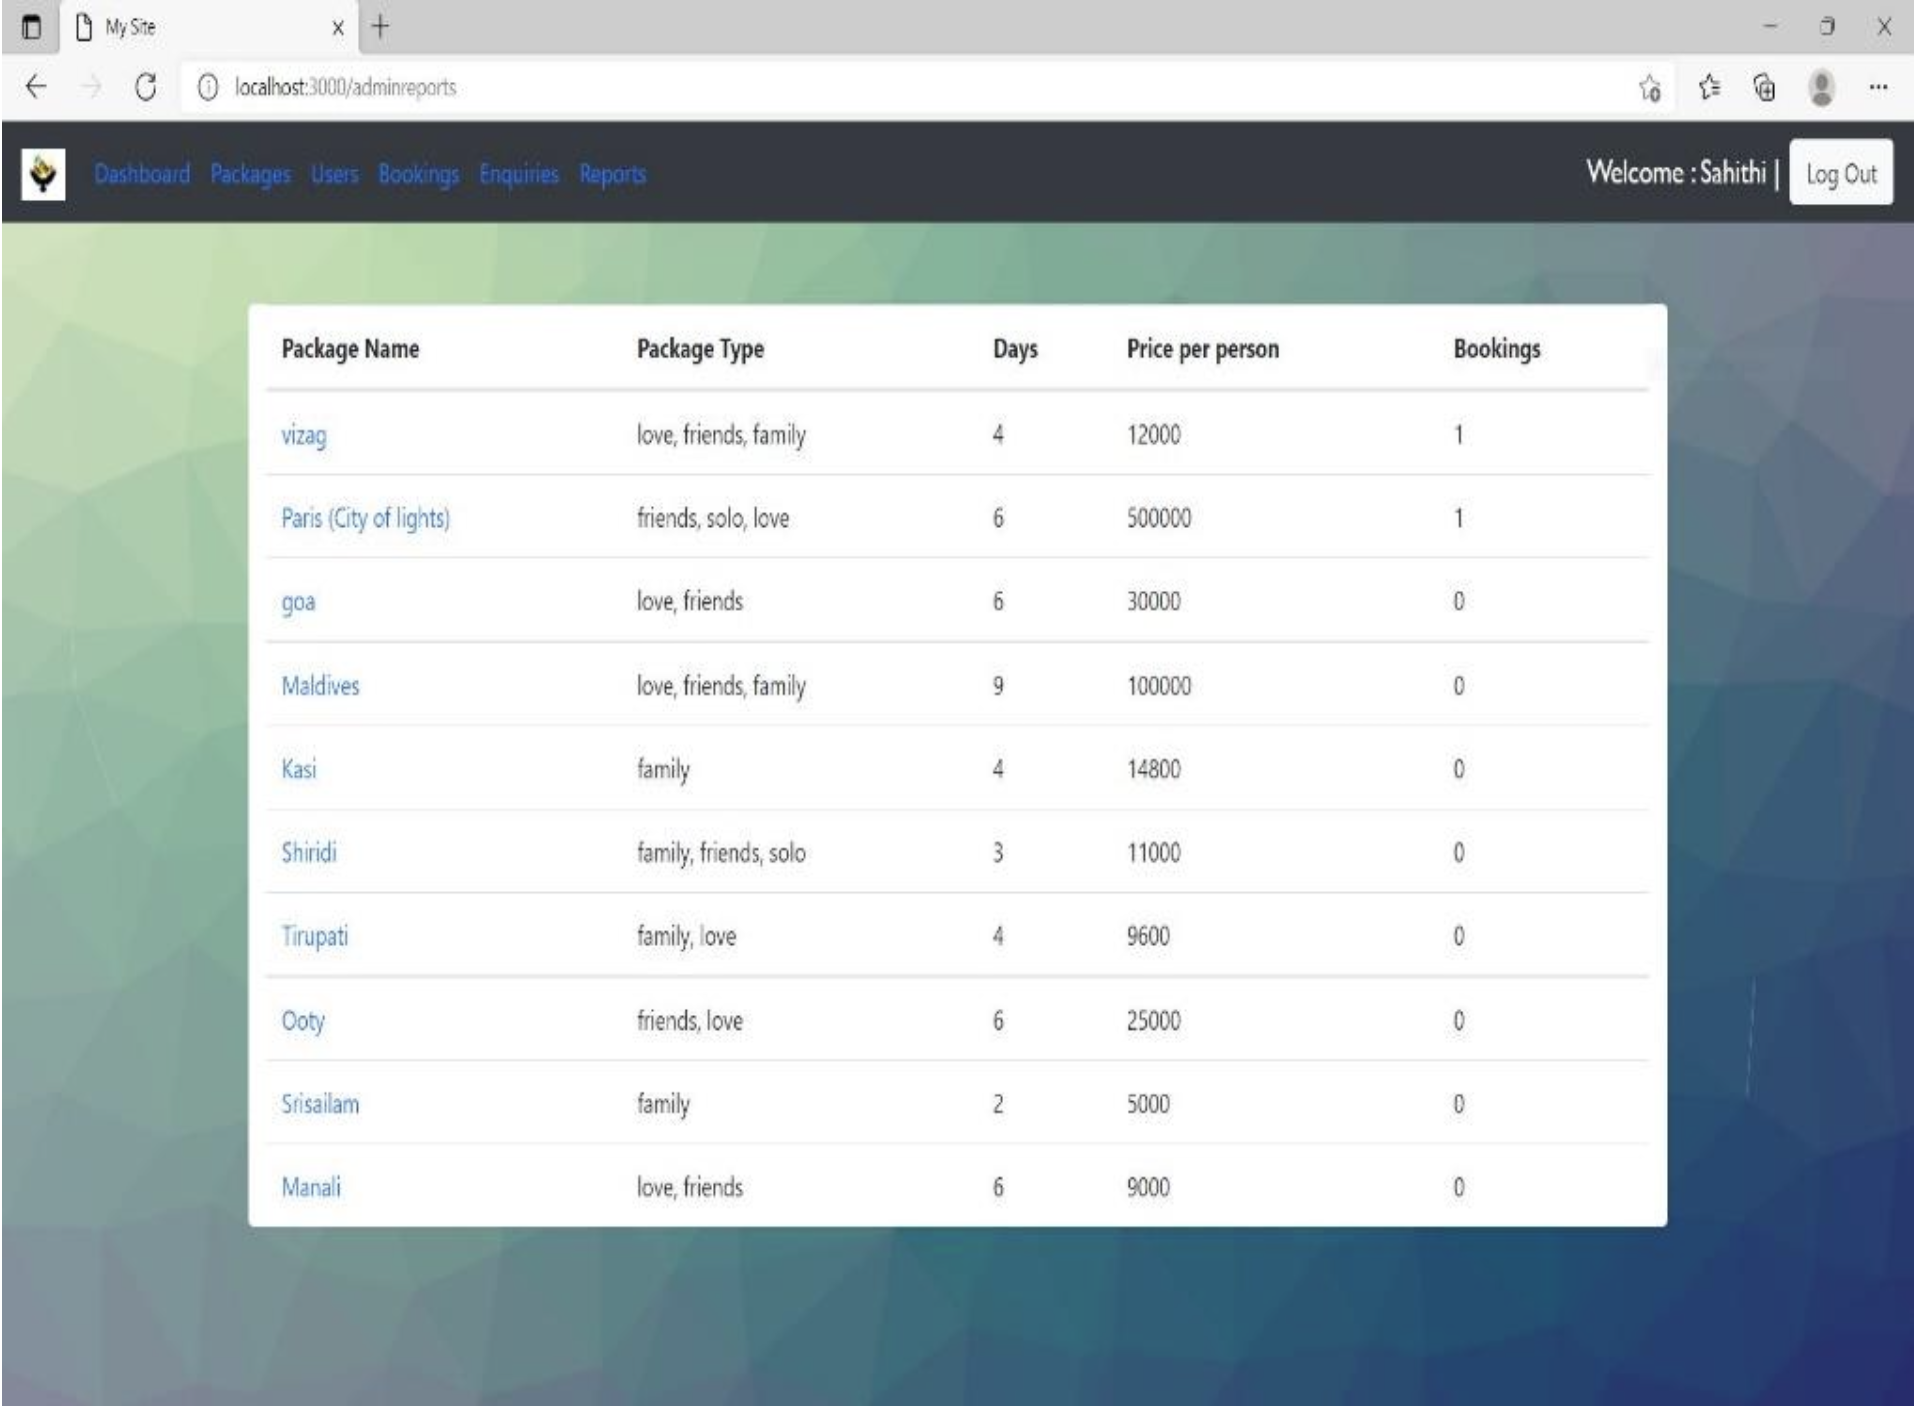 My Site
localhost:3000/adminreports
Dashboard Packages Users Bookings Enquiries Reports Welcome : Sahithi | Log Out
Package Name Package Type Days Price per person Bookings
vizag love, friends, family 4 12000 1
Paris (City of lights) friends, solo, love 6 500000 1
goa love, friends 6 30000 0
Maldives love, friends, family 9 100000 0
Kasi family 4 14800 0
Shiridi family, friends, solo 3 11000 0
Tirupati family, love 4 9600 0
Ooty friends, love 6 25000 0
Srisailam family 2 5000 0
Manali love, friends 6 9000 0